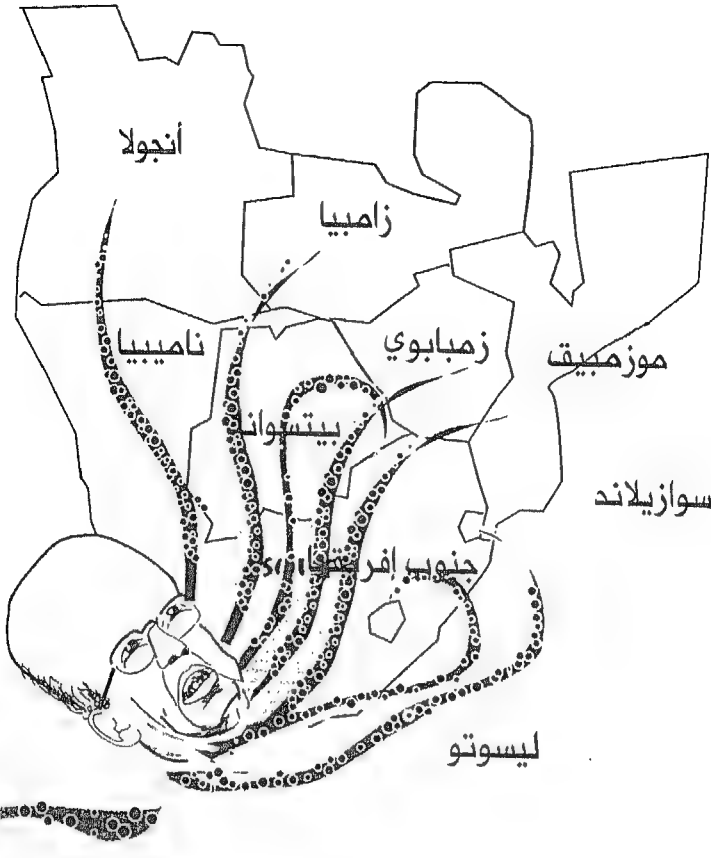 أنجولا
زامبيا
ناميبيا
زمبابوي
موزمبيق
بيتسوانا
سوازيلاند
جنوب إفريقيا
ليسوتو